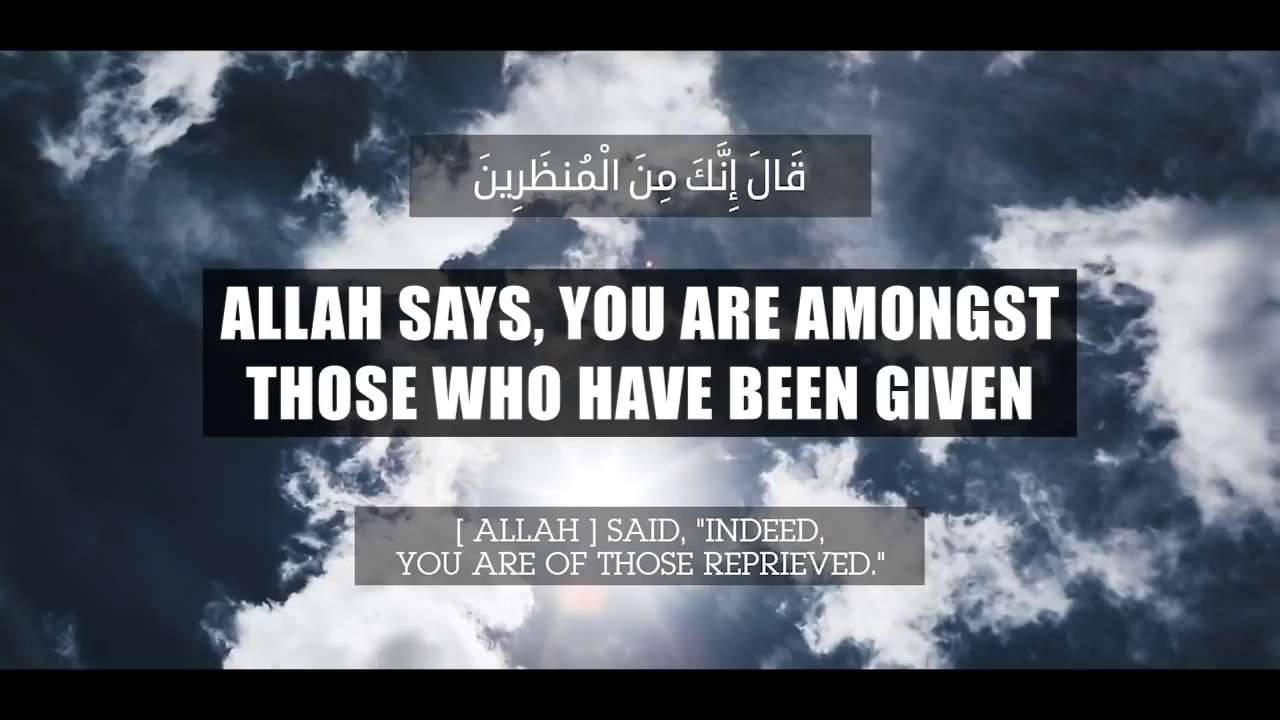 قَالَ إِنَّكَ مِنَ الْمُنظَرِينَ
ALLAH SAYS, YOU ARE AMONGST
THOSE WHO HAVE BEEN GIVEN
[ ALLAH ] SAID, "INDEED,
YOU ARE OF THOSE REPRIEVED."